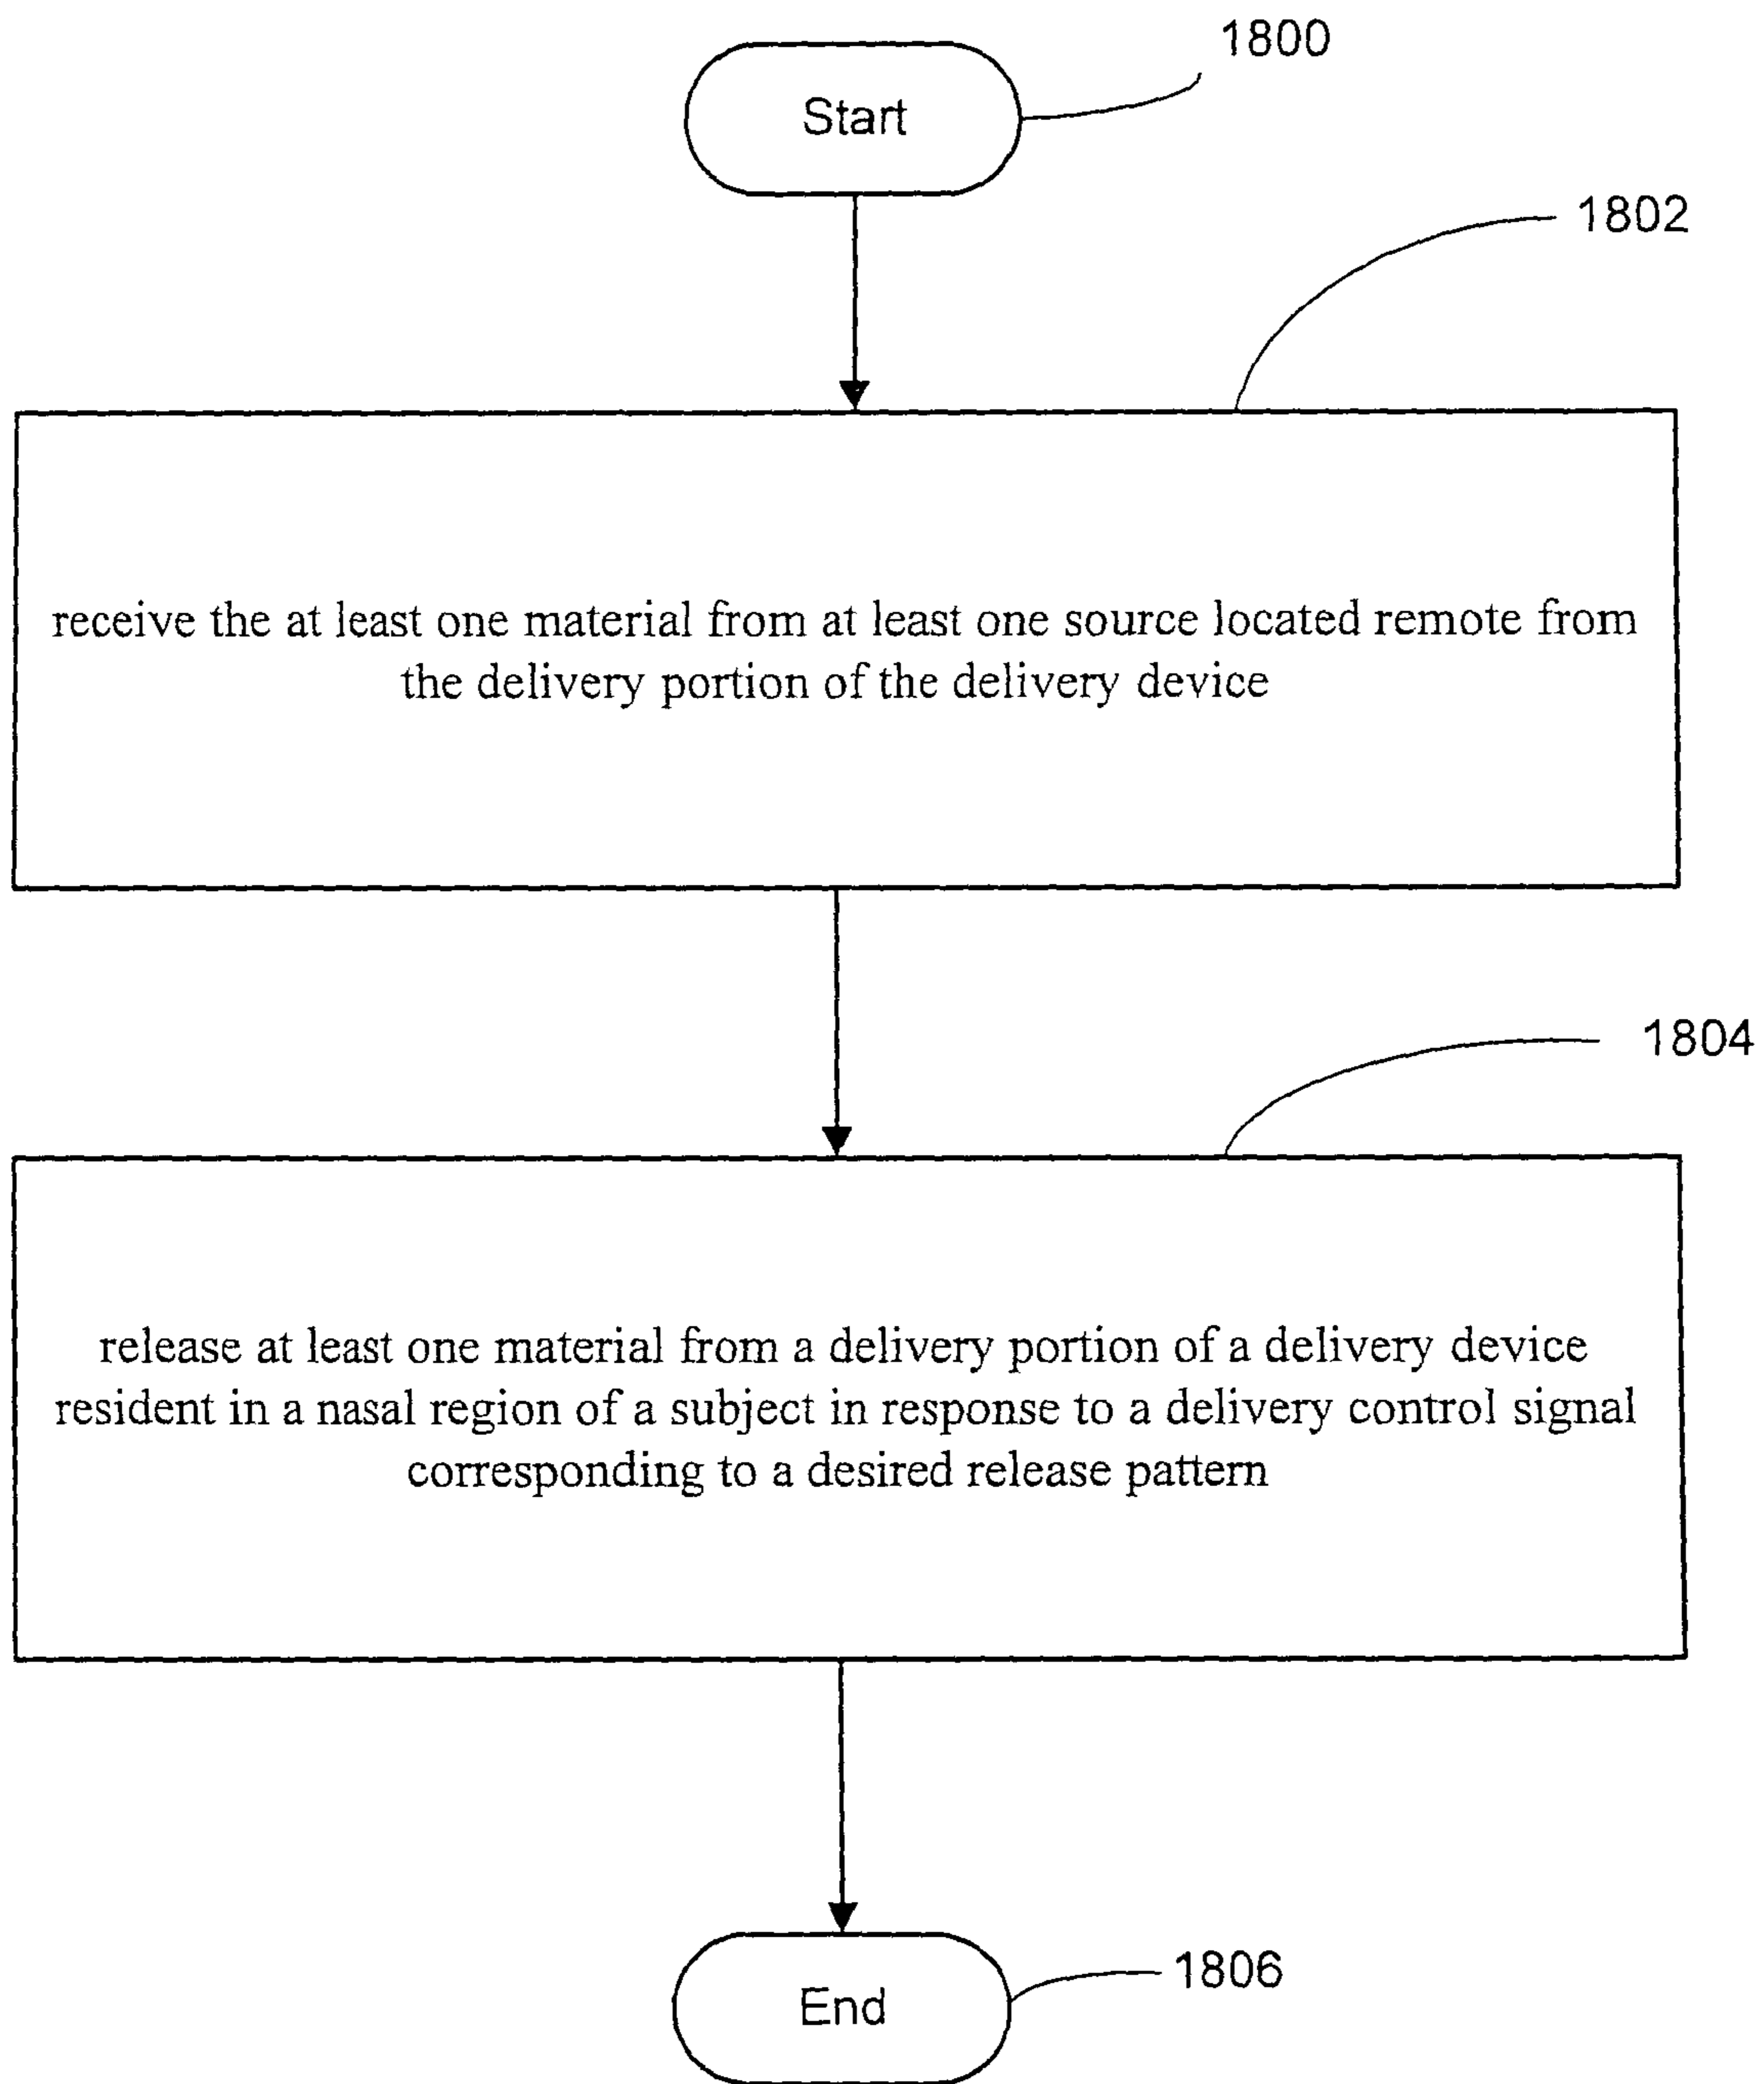 1800
Start
1802
receive the at least one material from at least one source located remote from
the delivery portion of the delivery device
1804
release at least one material from a delivery portion of a delivery device
resident in a nasal region of a subject in response to a delivery control signal
corresponding to a desired release pattern
1806
End